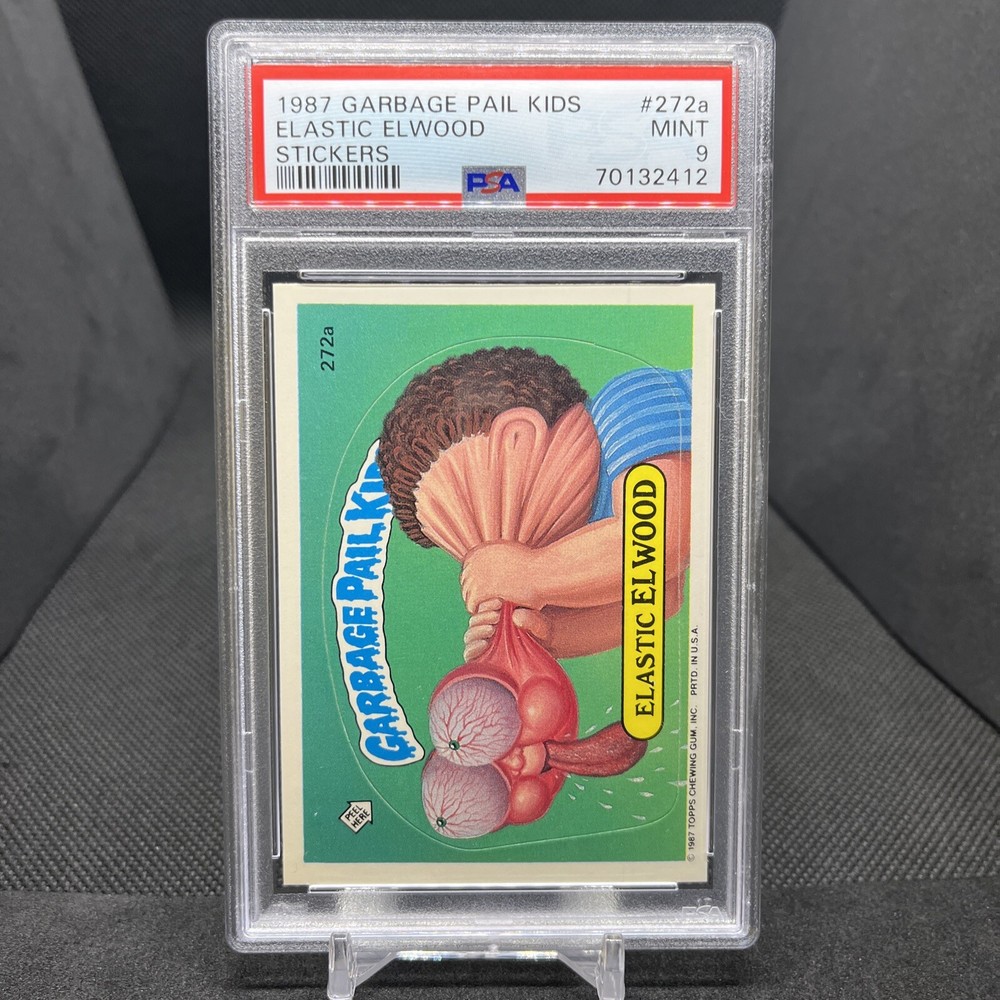 1987 GARBAGE PAIL KIDS #272a
ELASTIC ELWOOD MINT
STICKERS 9
PSA 70132412
272a
GARBAGE PAIL KI
ELASTIC ELWOOD
PEEL
HERE
© 1987 TOPPS CHEWING GUM, INC. PRTD. IN U.S.A.